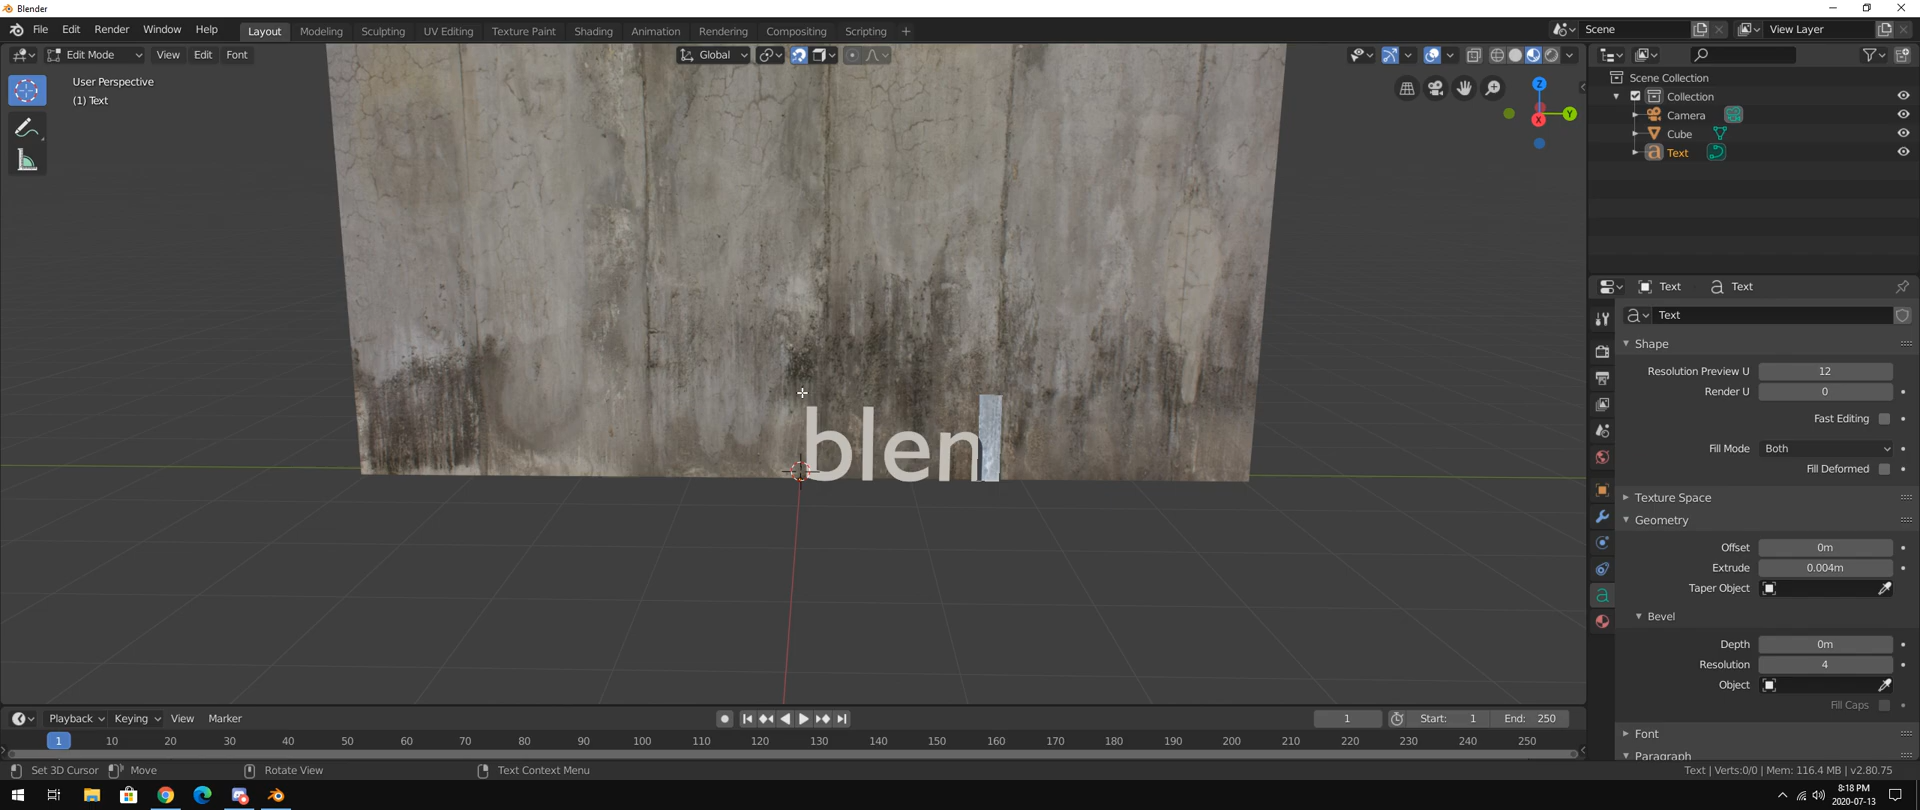 Blender
File Edit Render Window Help
Layout Modeling Sculpting UV Editing Texture Paint Shading Animation Rendering Compositing Scripting +
Scene
View Layer
Edit Mode View Edit Font
Global
User Perspective
(1) Text
Z
Y
X
blen
Scene Collection
Collection
Camera
Cube
a Text
Text a Text
a Text
Shape
Resolution Preview U 12
Render U 0
Fast Editing
Fill Mode Both
Fill Deformed
Texture Space
Geometry
Offset 0m
Extrude 0.004m
Taper Object
Bevel
Depth 0m
Resolution 4
Object
Fill Caps
Font
Paragraph
Playback Keying View Marker
1 Start: 1 End: 250
1 10 20 30 40 50 60 70 80 90 100 110 120 130 140 150 160 170 180 190 200 210 220 230 240 250
Set 3D Cursor Move Rotate View Text Context Menu
Text | Verts:0/0 | Mem: 116.4 MB | v2.80.75
8:18 PM
2020-07-13